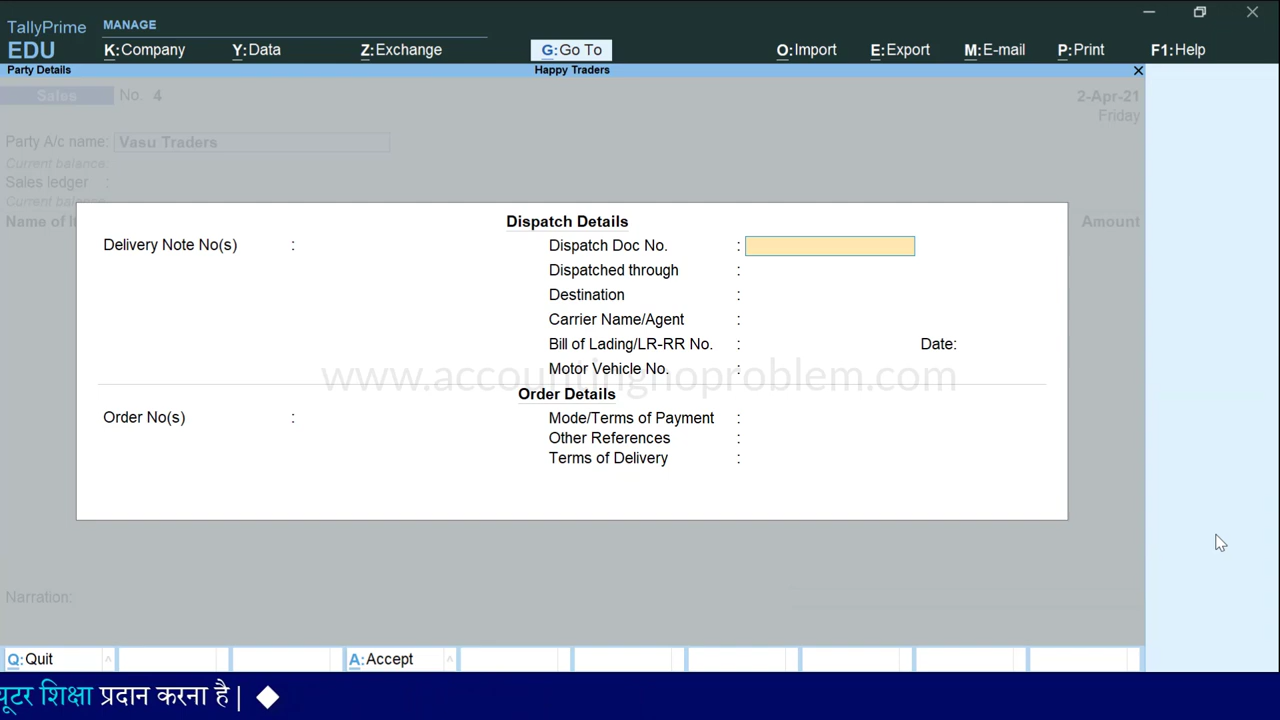 TallyPrime MANAGE
EDU K:Company Y:Data Z:Exchange G:Go To O:Import E:Export M:E-mail P:Print F1:Help
Party Details Happy Traders
Sales No. 4 2-Apr-21
Friday
Party A/c name: Vasu Traders
Current balance:
Sales ledger :
Current
Name of Amount
Dispatch Details
Delivery Note No(s) : Dispatch Doc No. :
Dispatched through :
Destination :
Carrier Name/Agent :
Bill of Lading/LR-RR No. : Date:
Motor Vehicle No. :
www.accountingnoproblem.com
Order Details
Order No(s) : Mode/Terms of Payment :
Other References :
Terms of Delivery :
Narration:
Q:Quit A:Accept
शिक्षा प्रदान करना है |